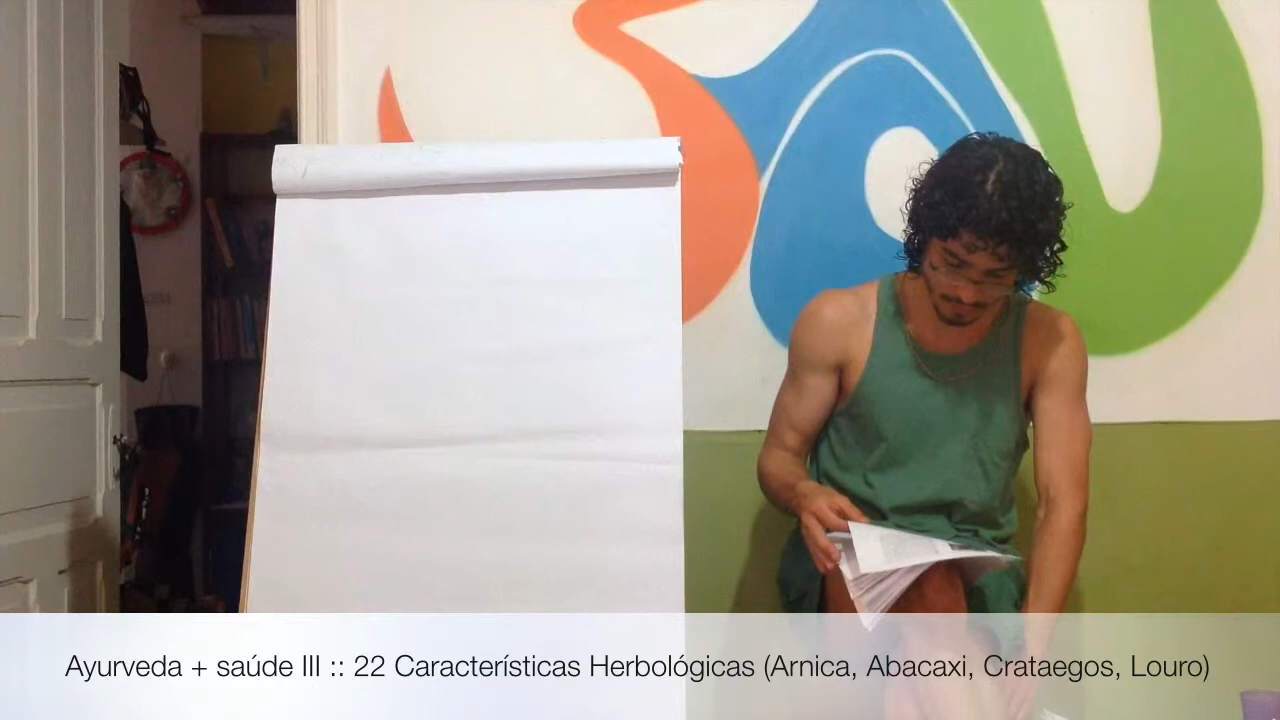 Ayurveda + saúde III :: 22 Características Herbológicas (Arnica, Abacaxi, Crataegos, Louro)